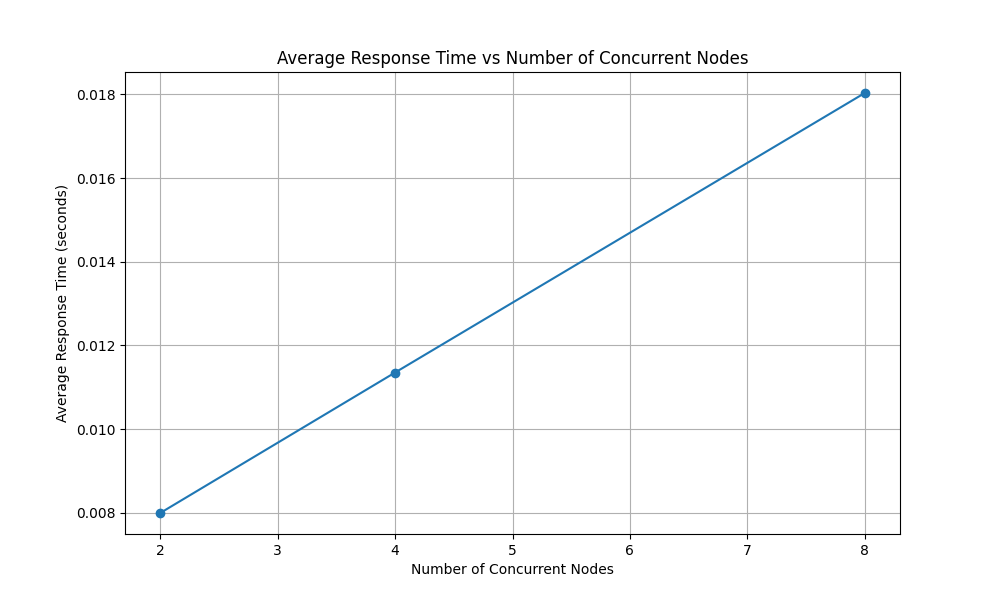 Average Response Time vs Number of Concurrent Nodes
Average Response Time (seconds)
0.018
0.016
0.014
0.012
0.010
0.008
2 3 4 5 6 7 8
Number of Concurrent Nodes